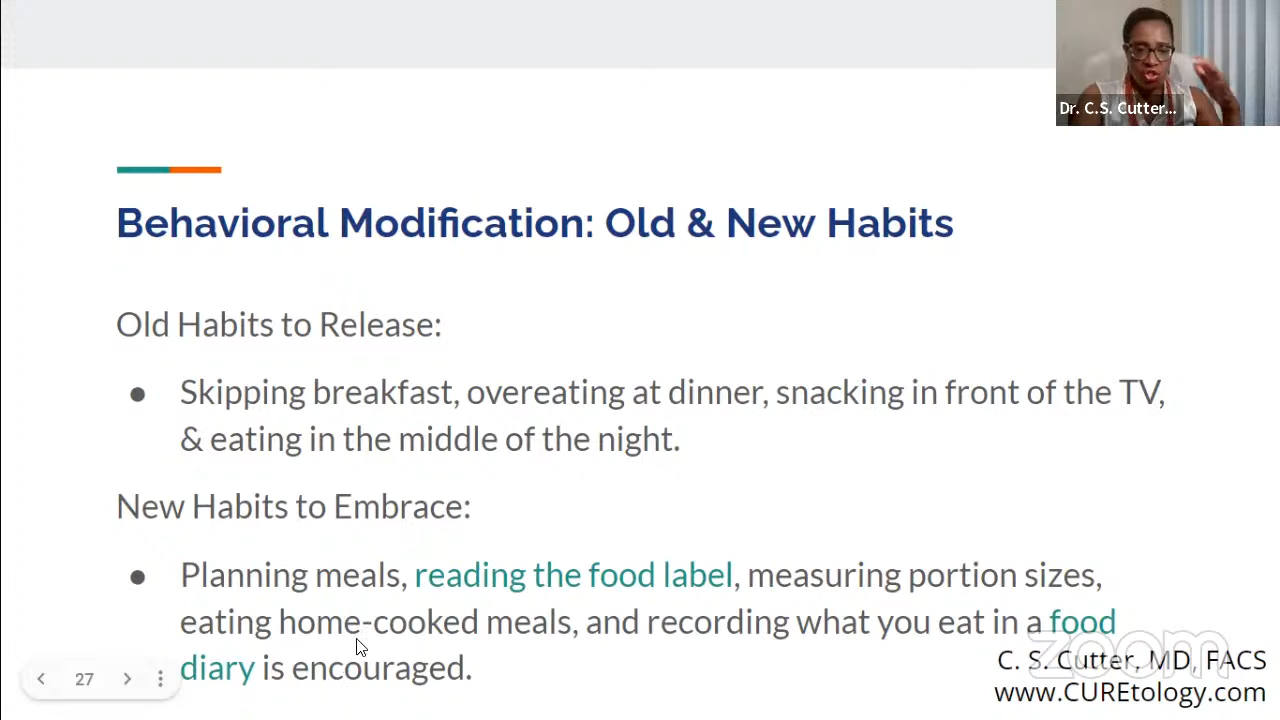 Dr. C.S. Cutter...
Behavioral Modification: Old & New Habits
Old Habits to Release:
● Skipping breakfast, overeating at dinner, snacking in front of the TV,
& eating in the middle of the night.
New Habits to Embrace:
● Planning meals, reading the food label, measuring portion sizes,
eating home-cooked meals, and recording what you eat in a food
diary is encouraged.
zoom
C. S. Cutter, MD, FACS
www.CUREtology.com
27